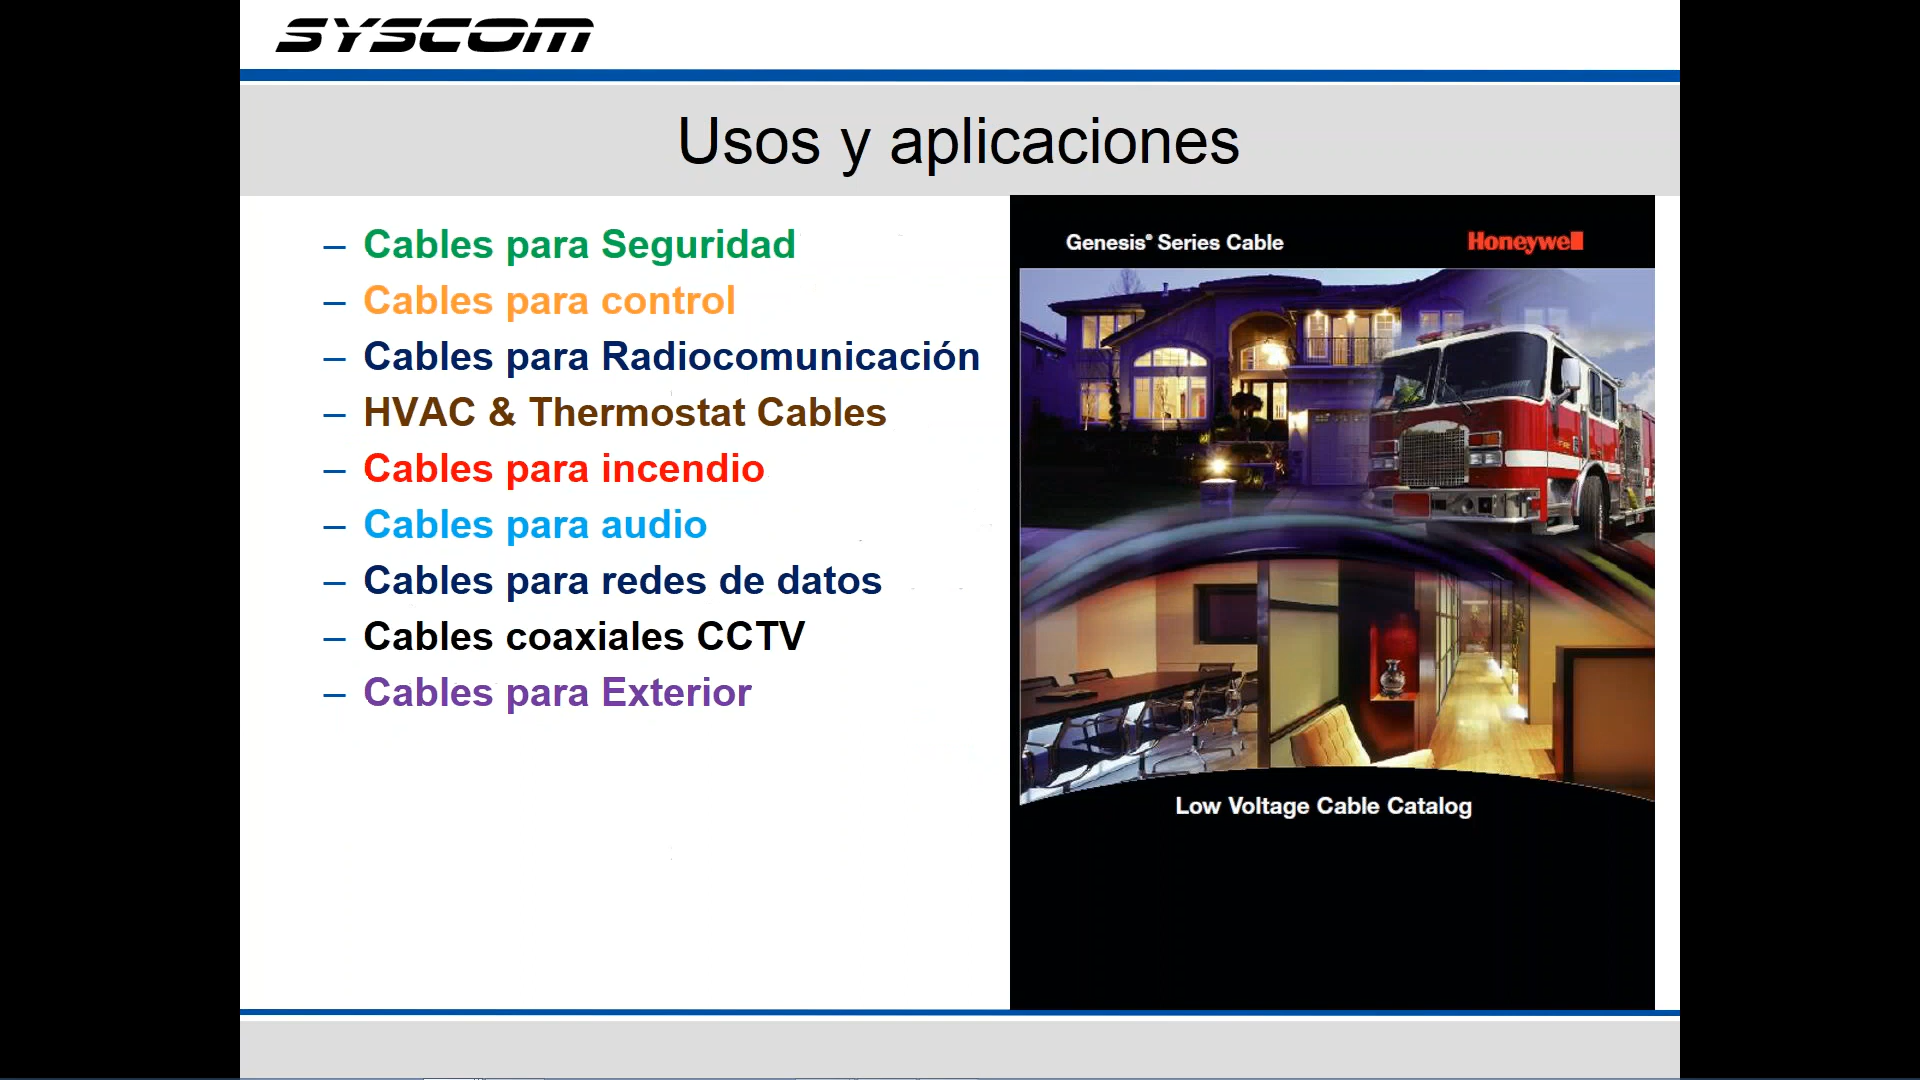 SYSCOM
Usos y aplicaciones
– Cables para Seguridad
– Cables para control
– Cables para Radiocomunicación
– HVAC & Thermostat Cables
– Cables para incendio
– Cables para audio
– Cables para redes de datos
– Cables coaxiales CCTV
– Cables para Exterior
Genesis® Series Cable
Honeywell
Low Voltage Cable Catalog